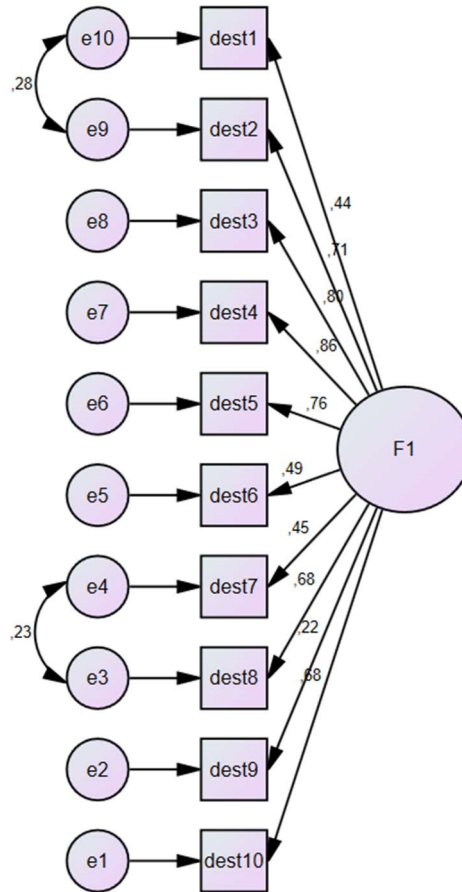 e10
dest1
,28
e9
dest2
e8
dest3
,44
,71
,80
e7
dest4
,86
e6
dest5
,76
F1
e5
dest6
,49
,45
e4
dest7
,68
,22
,23
e3
dest8
,68
e2
dest9
e1
dest10